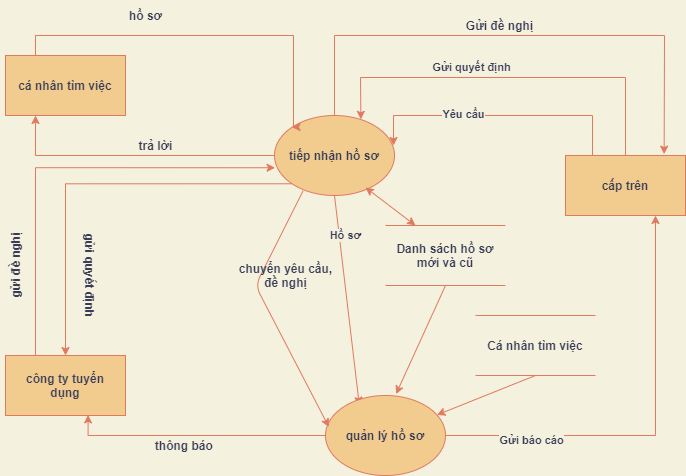 hồ sơ
Gửi đề nghị
Gửi quyết định
cá nhân tìm việc
Yêu cầu
trả lời
tiếp nhận hồ sơ
cấp trên
gửi đề nghị
gửi quyết định
Hồ sơ
Danh sách hồ sơ
mới và cũ
chuyển yêu cầu,
đề nghị
Cá nhân tìm việc
công ty tuyển
dụng
quản lý hồ sơ
thông báo
Gửi báo cáo